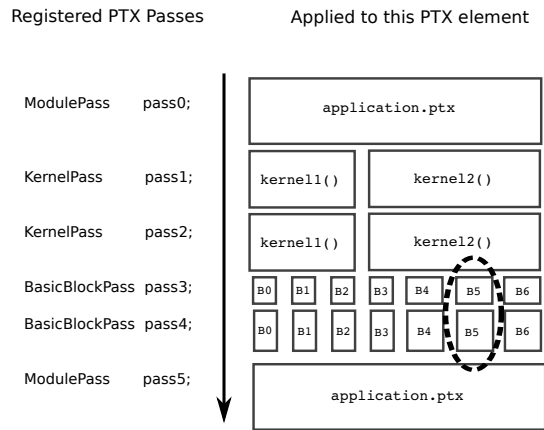 Registered PTX Passes Applied to this PTX element
ModulePass pass0; application.ptx
KernelPass pass1; kernel1() kernel2()
KernelPass pass2; kernel1() kernel2()
BasicBlockPass pass3; B0 B1 B2 B3 B4 B5 B6
BasicBlockPass pass4; B0 B1 B2 B3 B4 B5 B6
ModulePass pass5; application.ptx